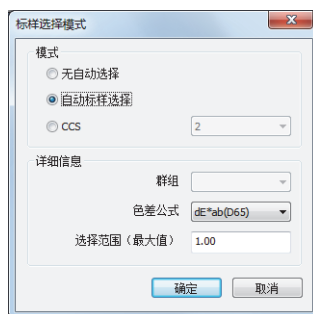 标样选择模式
模式
无自动选择
自动标样选择
CCS 2
详细信息
群组
色差公式 dE*ab(D65)
选择范围（最大值） 1.00
确定 取消